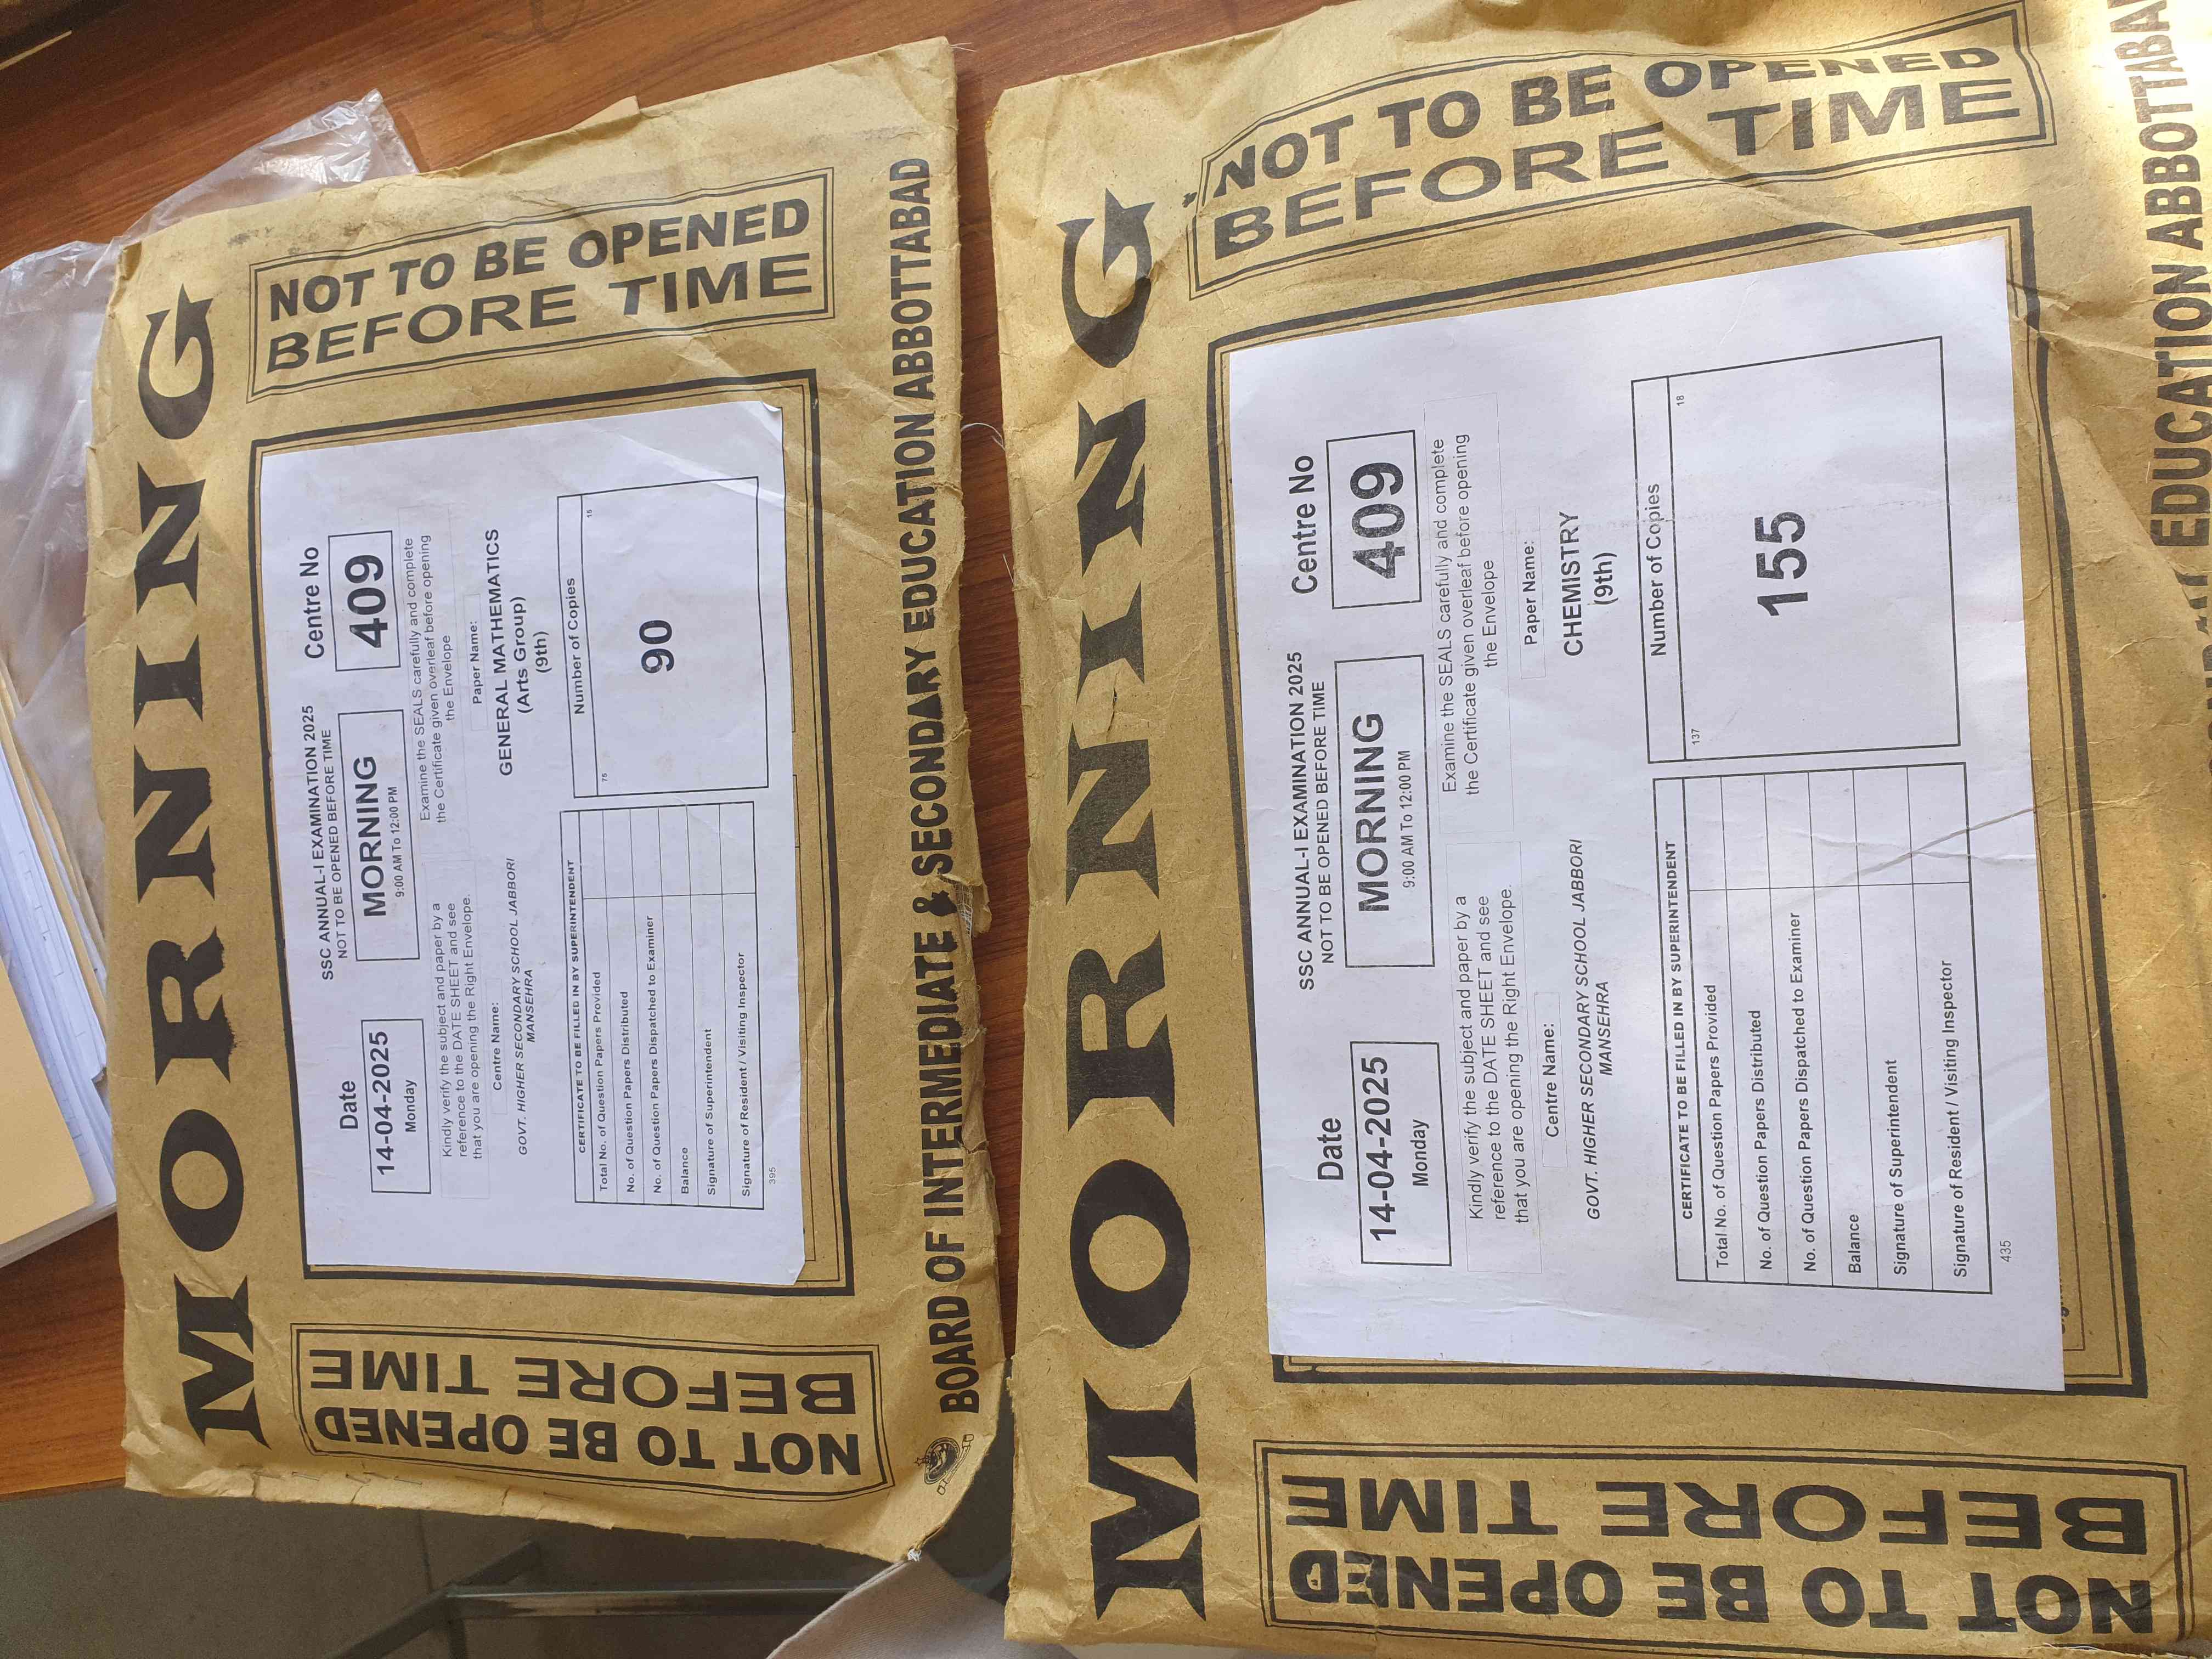 MORNING
NOT TO BE OPENED
BEFORE TIME
SSC ANNUAL-I EXAMINATION 2025
NOT TO BE OPENED BEFORE TIME
Date
14-04-2025
Monday
MORNING
9:00 AM To 12:00 PM
Centre No
409
Kindly verify the subject and paper by a
reference to the DATE SHEET and see
that you are opening the Right Envelope.
Examine the SEALS carefully and complete
the Certificate given overleaf before opening
the Envelope
Centre Name:
GOVT. HIGHER SECONDARY SCHOOL JABBORI
MANSEHRA
Paper Name:
GENERAL MATHEMATICS
(Arts Group)
(9th)
CERTIFICATE TO BE FILLED IN BY SUPERINTENDENT
Total No. of Question Papers Provided
No. of Question Papers Distributed
No. of Question Papers Dispatched to Examiner
Balance
Signature of Superintendent
Signature of Resident / Visiting Inspector
395
Number of Copies
75
15
90
NOT TO BE OPENED
BEFORE TIME
BOARD OF INTERMEDIATE & SECONDARY EDUCATION ABBOTTABAD
MORNING
NOT TO BE OPENED
BEFORE TIME
SSC ANNUAL-I EXAMINATION 2025
NOT TO BE OPENED BEFORE TIME
Date
14-04-2025
Monday
MORNING
9:00 AM To 12:00 PM
Centre No
409
Kindly verify the subject and paper by a
reference to the DATE SHEET and see
that you are opening the Right Envelope.
Examine the SEALS carefully and complete
the Certificate given overleaf before opening
the Envelope
Centre Name:
GOVT. HIGHER SECONDARY SCHOOL JABBORI
MANSEHRA
Paper Name:
CHEMISTRY
(9th)
CERTIFICATE TO BE FILLED IN BY SUPERINTENDENT
Total No. of Question Papers Provided
No. of Question Papers Distributed
No. of Question Papers Dispatched to Examiner
Balance
Signature of Superintendent
Signature of Resident / Visiting Inspector
435
Number of Copies
137
18
155
NOT TO BE OPENED
BEFORE TIME
EDUCATION ABBOTTABA